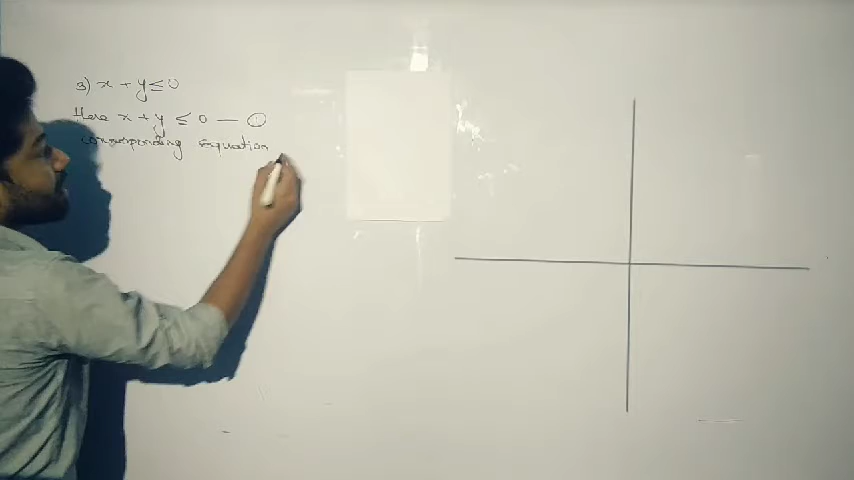 3) x + y ≤ 0
Here x + y ≤ 0 — ①
corresponding equation